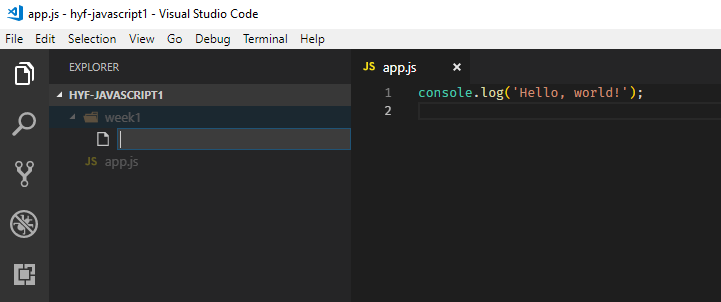 app.js - hyf-javascript1 - Visual Studio Code
File Edit Selection View Go Debug Terminal Help
EXPLORER
HYF-JAVASCRIPT1
week1
JS app.js
JS app.js ×
1 console.log('Hello, world!');
2